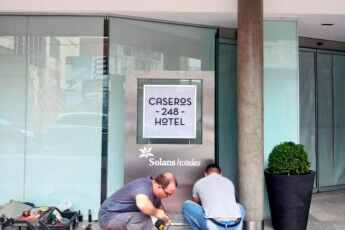 CASEROS
- 248 -
HOTEL
Solans hoteles